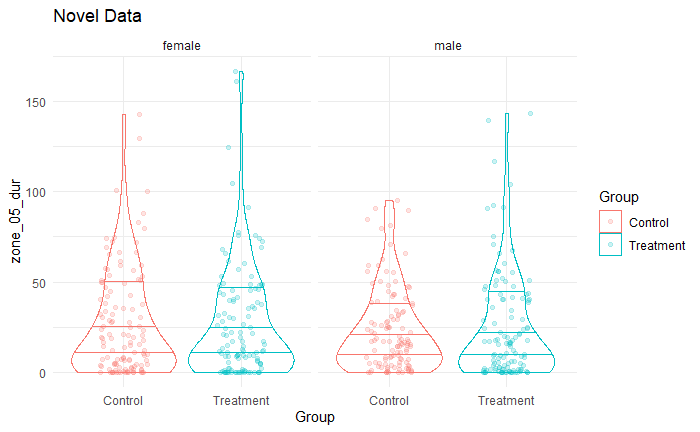 Novel Data
female
male
zone_05_dur
150
100
50
0
Control
Treatment
Control
Treatment
Group
Group
Control
Treatment